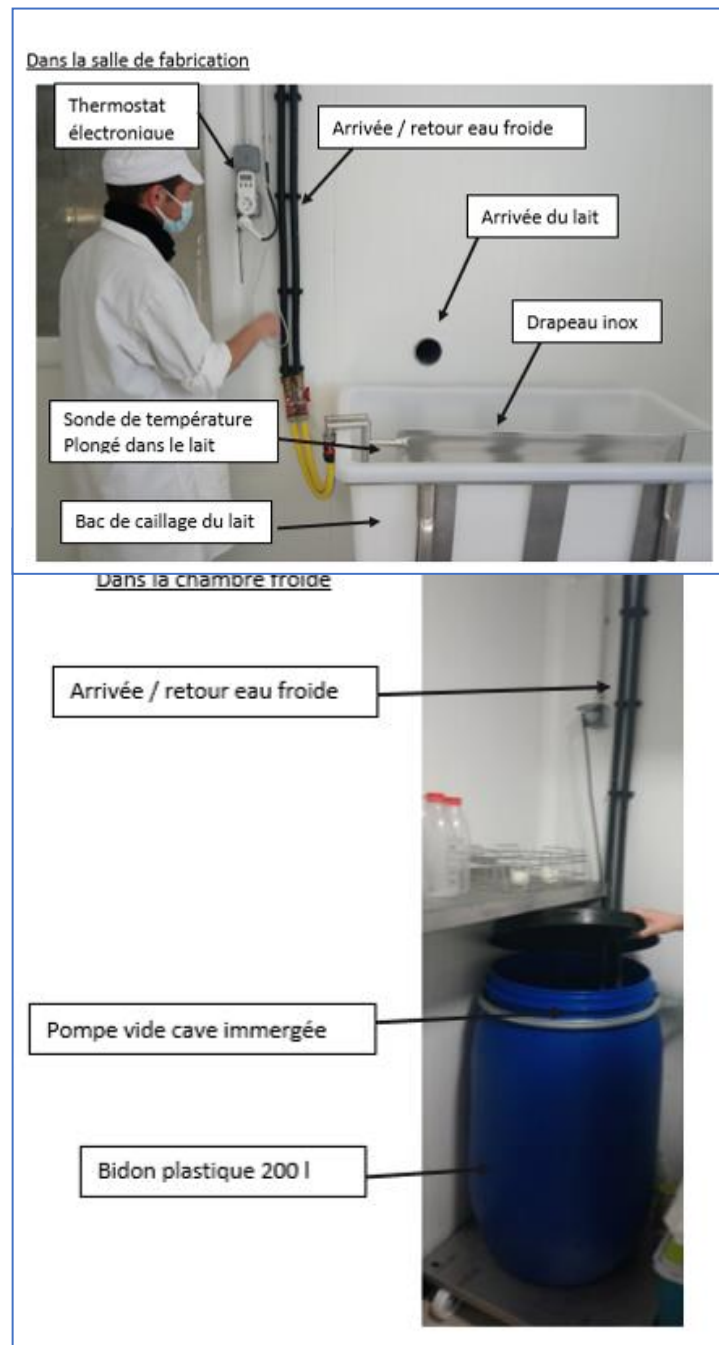 Dans la salle de fabrication
Thermostat
électronique
Arrivée / retour eau froide
Arrivée du lait
Drapeau inox
Sonde de température
Plongé dans le lait
Bac de caillage du lait
Dans la chambre froide
Arrivée / retour eau froide
Pompe vide cave immergée
Bidon plastique 200 l